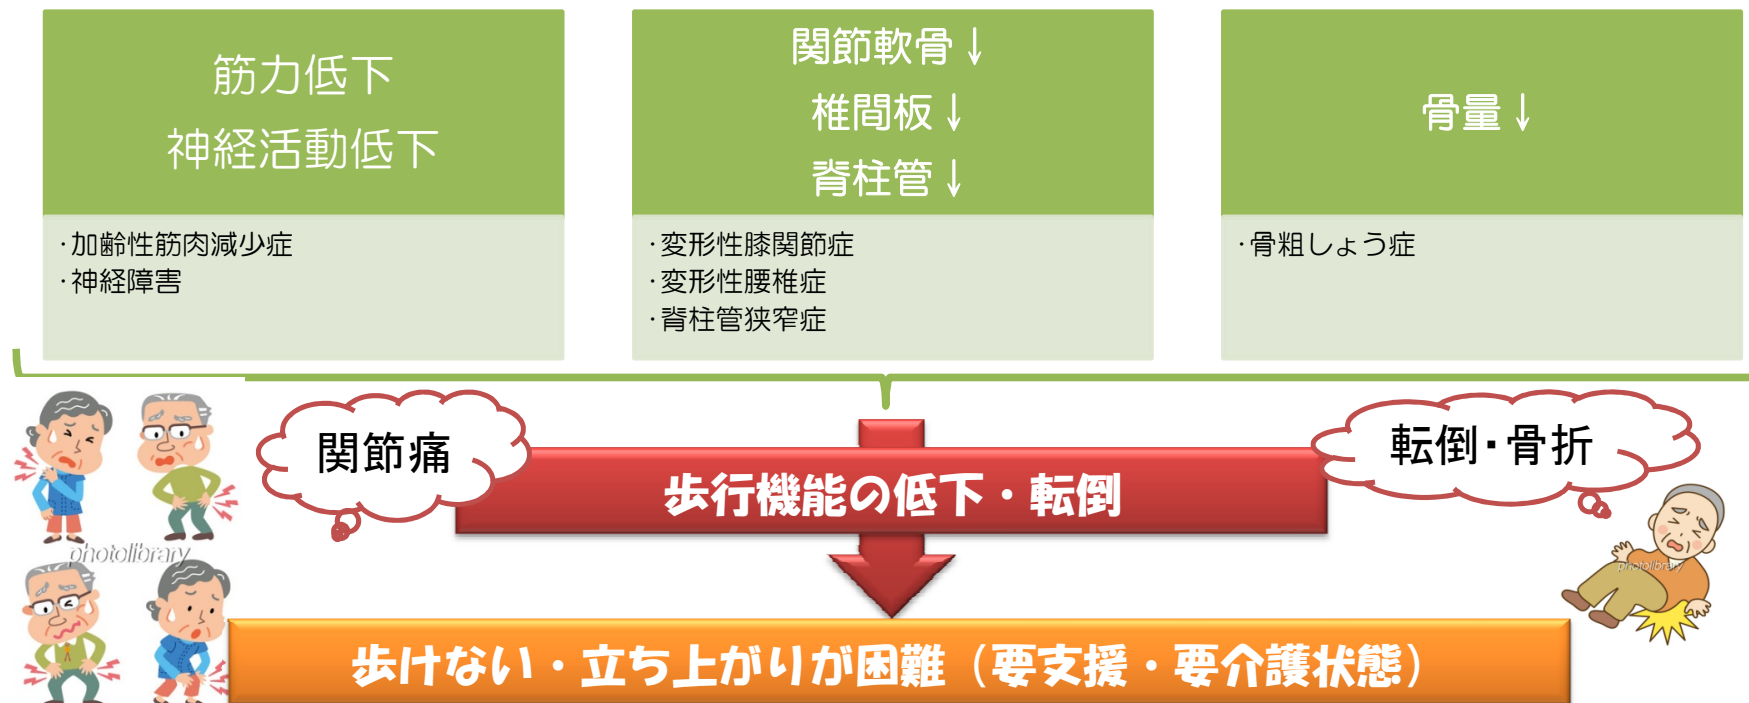 筋力低下
神経活動低下
・加齢性筋肉減少症
・神経障害
関節軟骨↓
椎間板↓
脊柱管↓
・変形性膝関節症
・変形性腰椎症
・脊柱管狭窄症
骨量↓
・骨粗しょう症
関節痛
転倒・骨折
歩行機能の低下・転倒
photolibrary
photolibrary
歩けない・立ち上がりが困難（要支援・要介護状態）